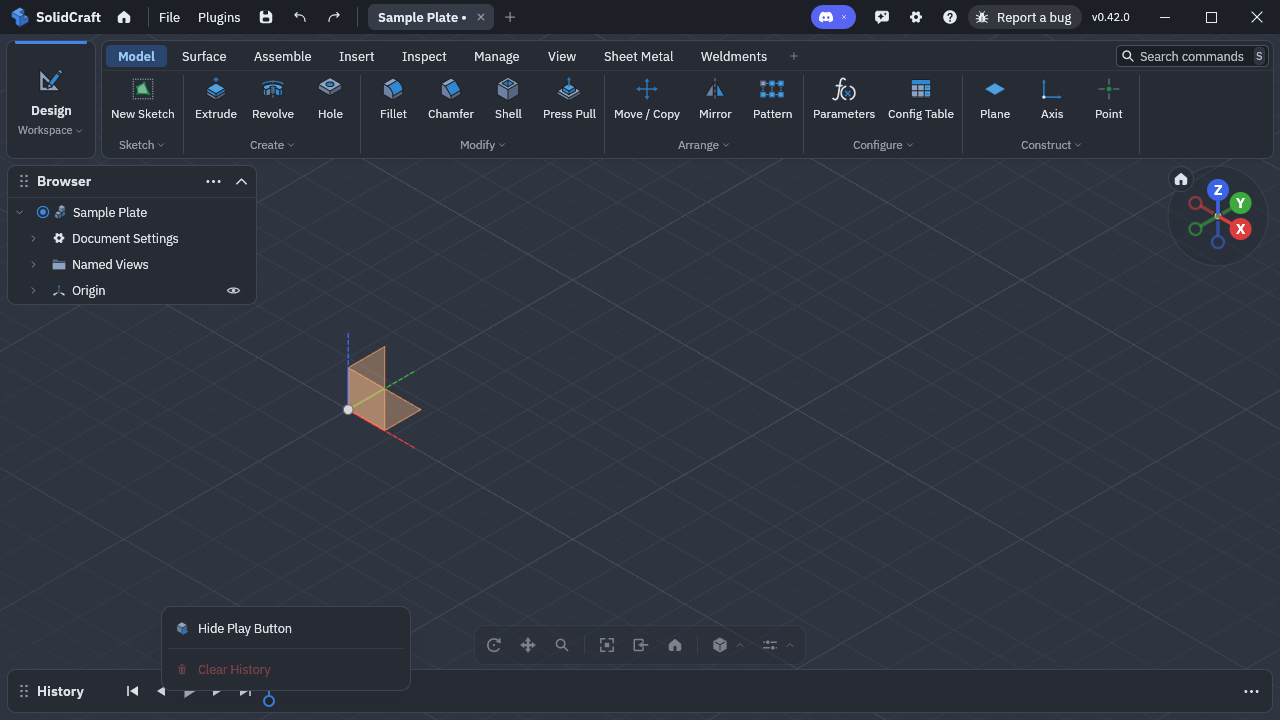 SolidCraft
File
Plugins
Sample Plate •
Report a bug
v0.42.0
Design
Workspace
Model
Surface
Assemble
Insert
Inspect
Manage
View
Sheet Metal
Weldments
Search commands
S
New Sketch
Extrude
Revolve
Hole
Fillet
Chamfer
Shell
Press Pull
Move / Copy
Mirror
Pattern
Parameters
Config Table
Plane
Axis
Point
Sketch
Create
Modify
Arrange
Configure
Construct
Browser
Sample Plate
Document Settings
Named Views
Origin
Z
Y
X
Hide Play Button
Clear History
History